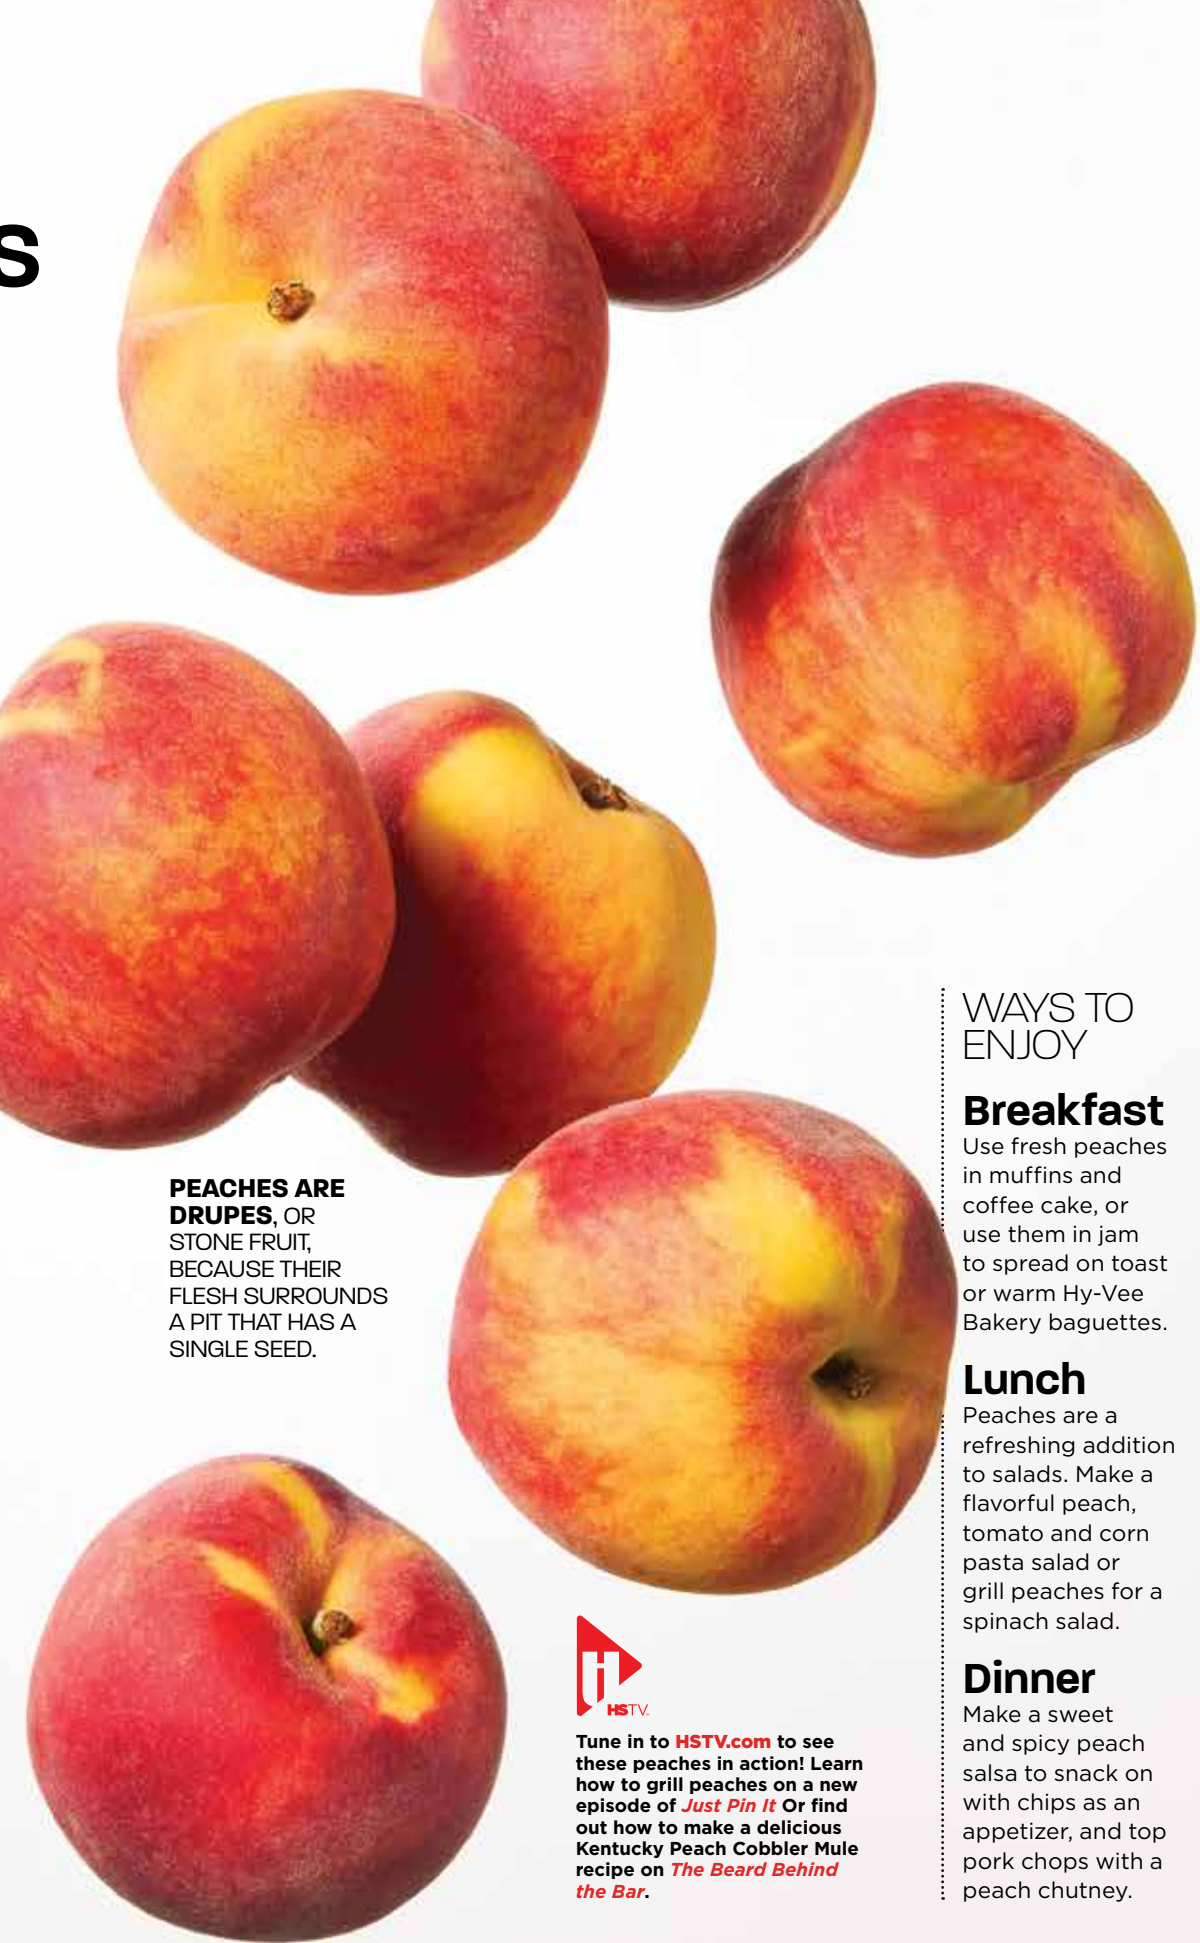 S
PEACHES ARE
DRUPES, OR
STONE FRUIT,
BECAUSE THEIR
FLESH SURROUNDS
A PIT THAT HAS A
SINGLE SEED.
H
HSTV
Tune in to HSTV.com to see
these peaches in action! Learn
how to grill peaches on a new
episode of Just Pin It Or find
out how to make a delicious
Kentucky Peach Cobbler Mule
recipe on The Beard Behind
the Bar.
WAYS TO
ENJOY
Breakfast
Use fresh peaches
in muffins and
coffee cake, or
use them in jam
to spread on toast
or warm Hy-Vee
Bakery baguettes.
Lunch
Peaches are a
refreshing addition
to salads. Make a
flavorful peach,
tomato and corn
pasta salad or
grill peaches for a
spinach salad.
Dinner
Make a sweet
and spicy peach
salsa to snack on
with chips as an
appetizer, and top
pork chops with a
peach chutney.